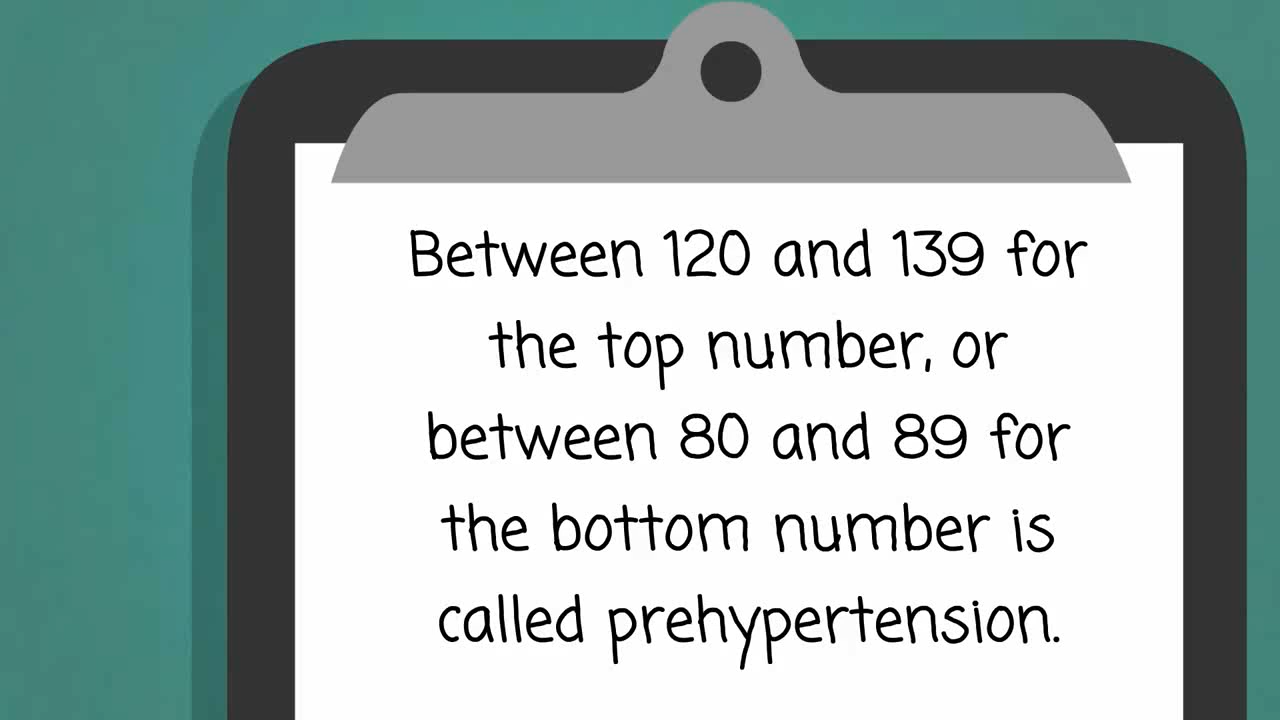 Between 120 and 139 for
the top number, or
between 80 and 89 for
the bottom number is
called prehypertension.